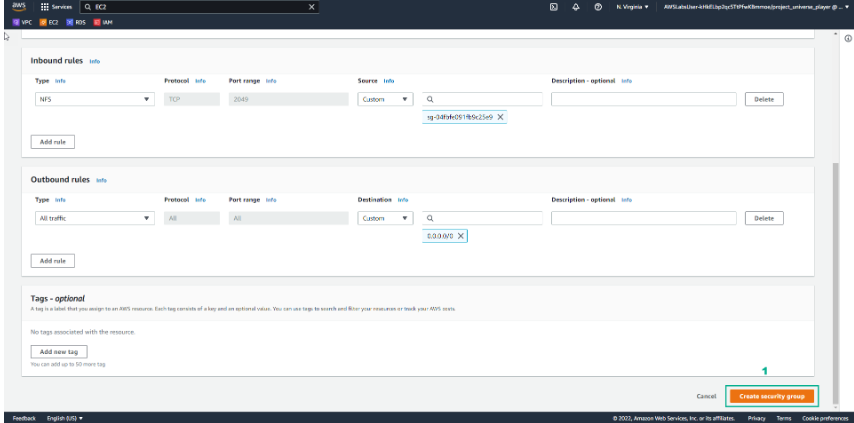 aws Services EC2 N. Virginia
VPC EC2 RDS IAM
Inbound rules Info
Type Info Protocol Info Port range Info Source Info Description - optional Info
NFS TCP 2049 Custom Delete
sg-04fbfe091fb9c25e9
Add rule
Outbound rules Info
Type Info Protocol Info Port range Info Destination Info Description - optional Info
All traffic All All Custom Delete
0.0.0.0/0
Add rule
Tags - optional
A tag is a label that you assign to an AWS resource. Each tag consists of a key and an optional value. You can use tags to search and filter your resources or track your AWS costs.
No tags associated with the resource.
Add new tag
You can add up to 50 more tag
1
Cancel Create security group
Feedback English (US) © 2022, Amazon Web Services, Inc. or its affiliates. Privacy Terms Cookie preferences